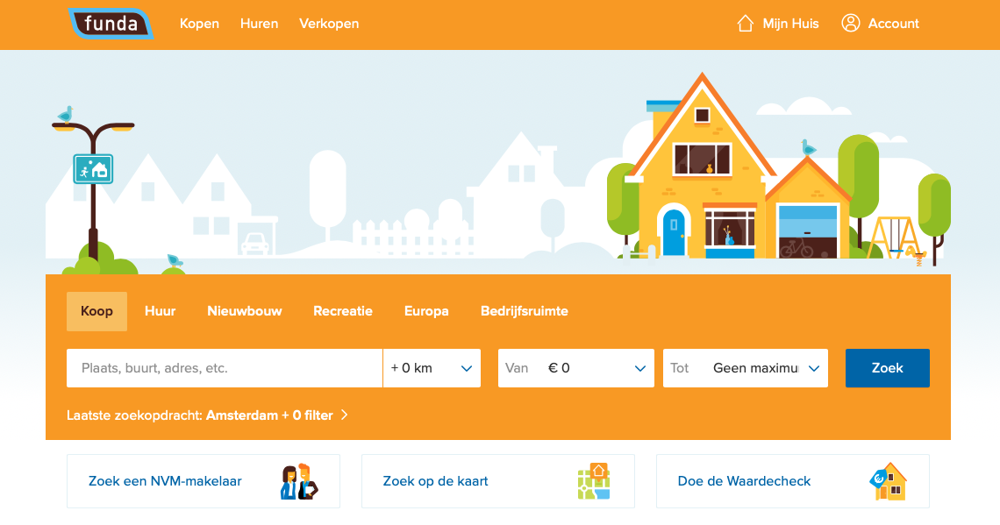 funda Kopen Huren Verkopen Mijn Huis Account
Koop Huur Nieuwbouw Recreatie Europa Bedrijfsruimte
Plaats, buurt, adres, etc. + 0 km Van € 0 Tot Geen maximu Zoek
Laatste zoekopdracht: Amsterdam + 0 filter
Zoek een NVM-makelaar Zoek op de kaart Doe de Waardecheck